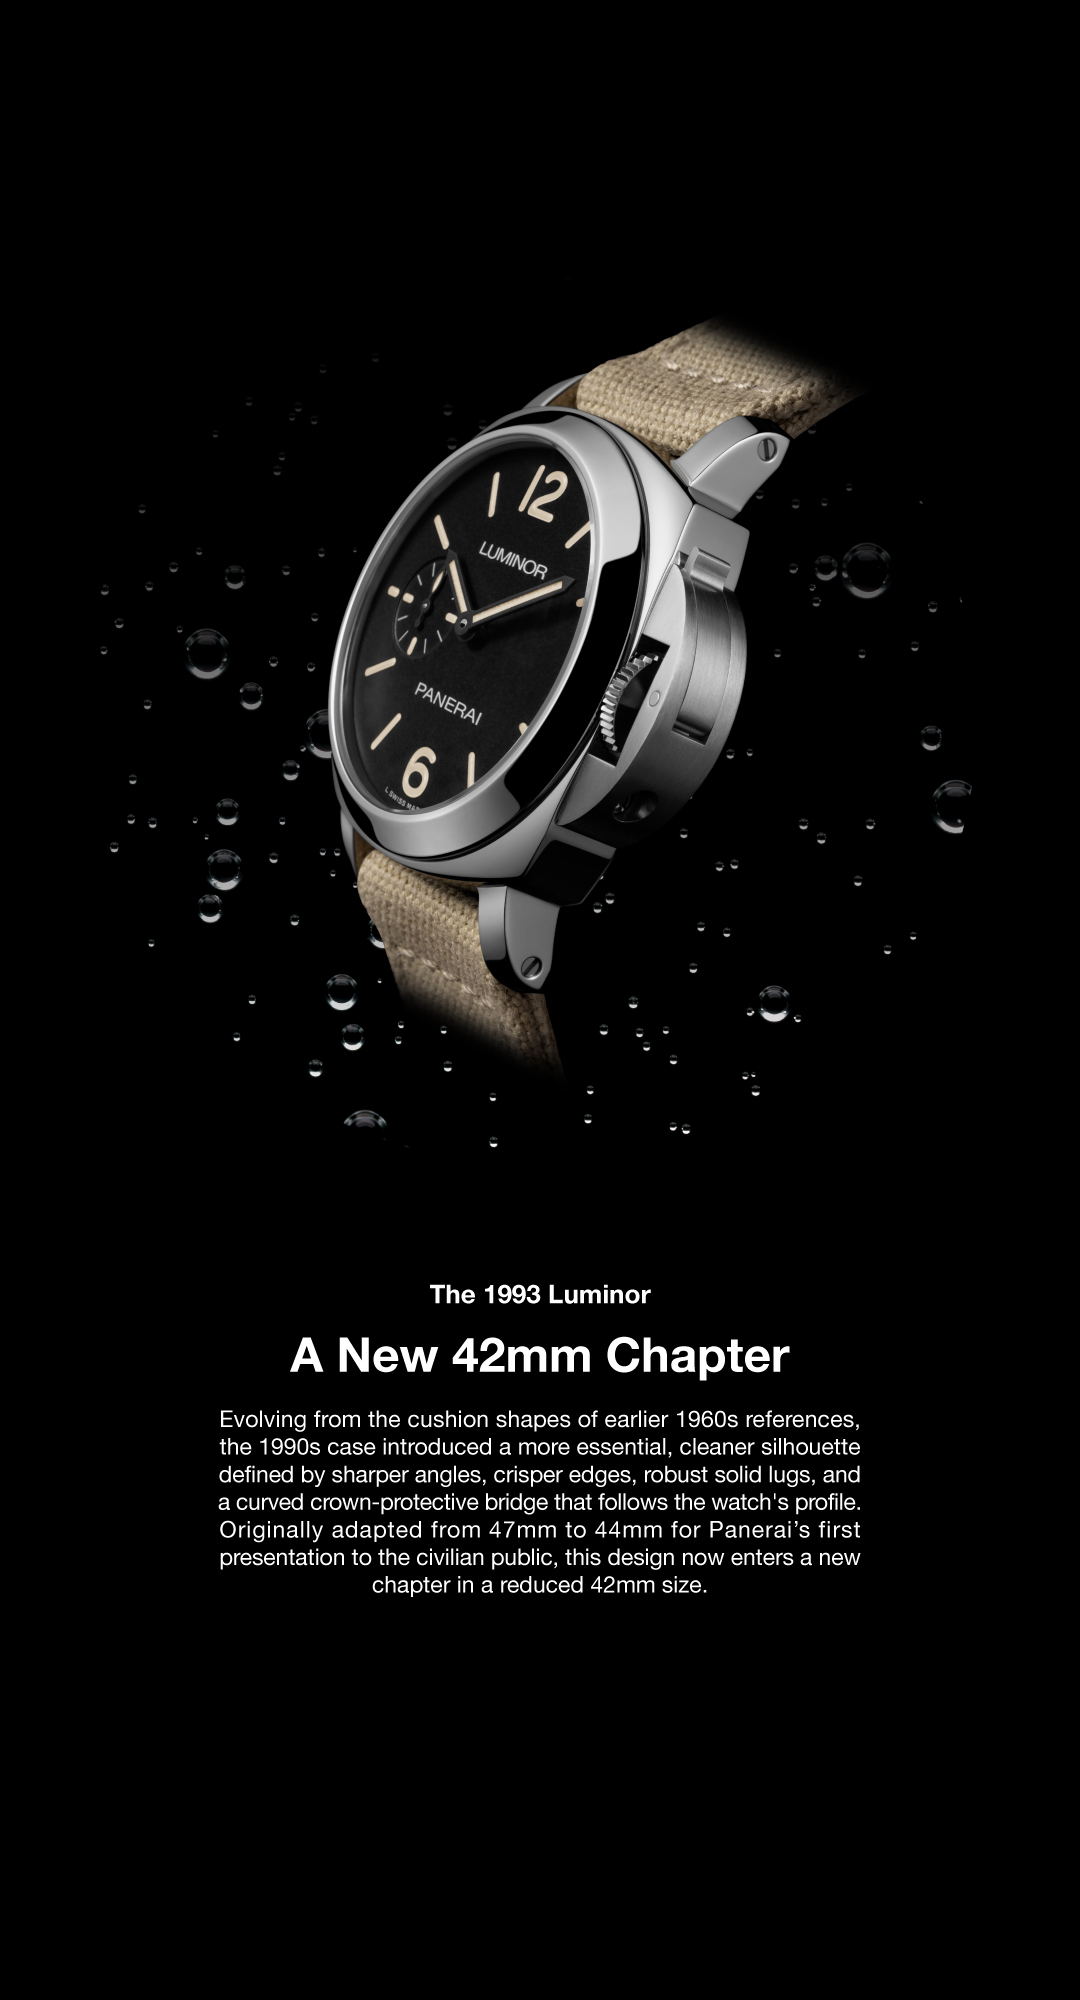 12
LUMINOR
PANERAI
6
The 1993 Luminor
A New 42mm Chapter
Evolving from the cushion shapes of earlier 1960s references,
the 1990s case introduced a more essential, cleaner silhouette
defined by sharper angles, crisper edges, robust solid lugs, and
a curved crown-protective bridge that follows the watch's profile.
Originally adapted from 47mm to 44mm for Panerai’s first
presentation to the civilian public, this design now enters a new
chapter in a reduced 42mm size.